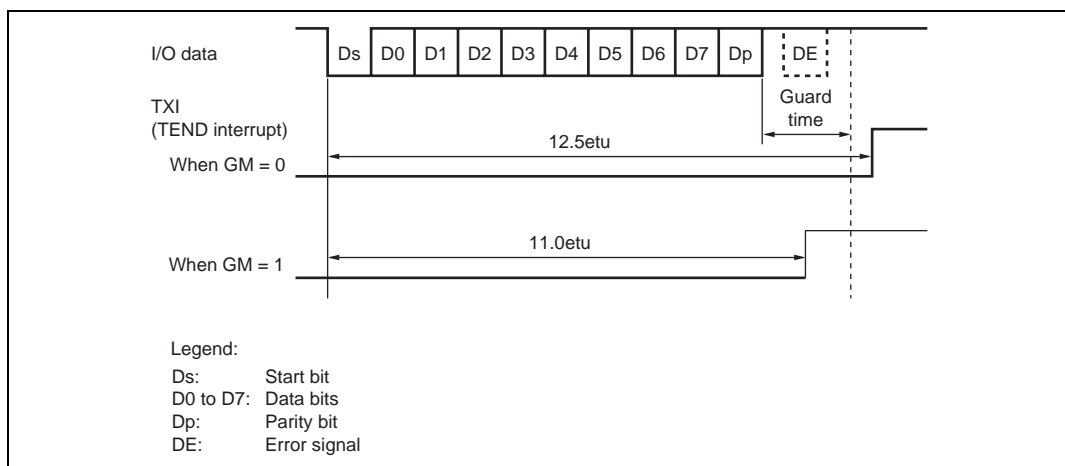 I/O data
Ds D0 D1 D2 D3 D4 D5 D6 D7 Dp DE
TXI
(TEND interrupt)
Guard
time
When GM = 0
12.5etu
When GM = 1
11.0etu
Legend:
Ds: Start bit
D0 to D7: Data bits
Dp: Parity bit
DE: Error signal